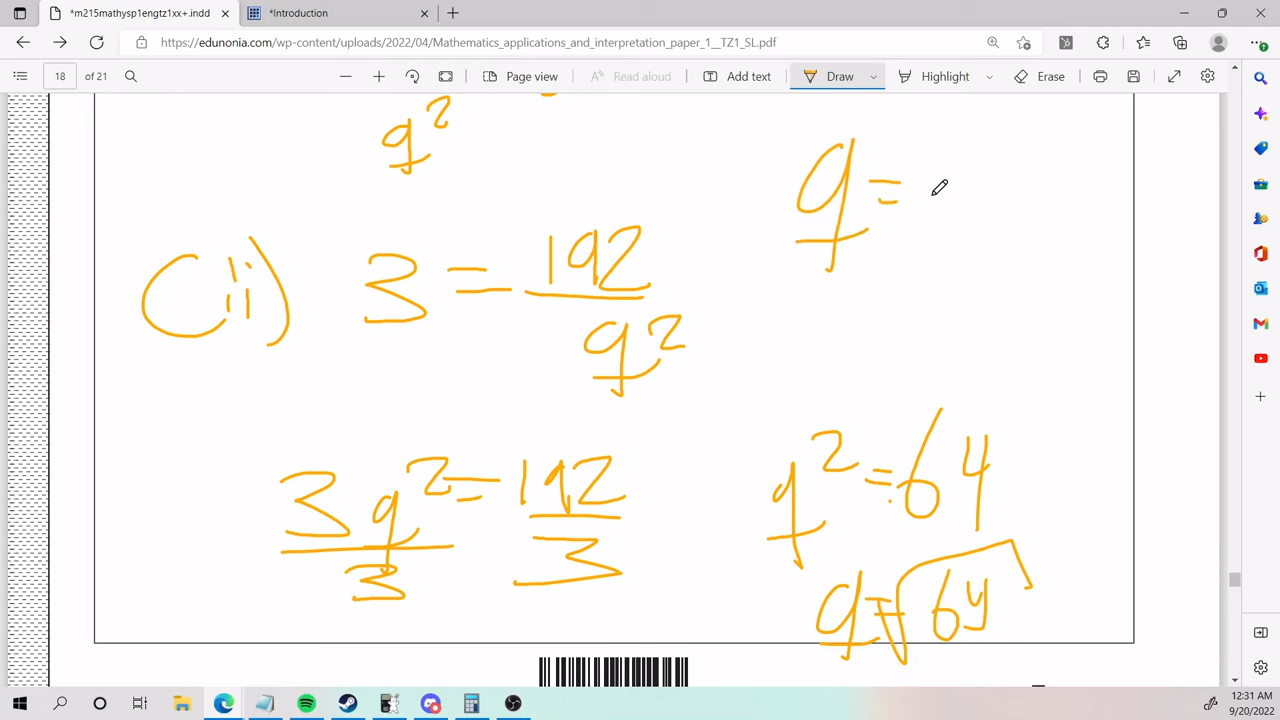 *m215mathysp1engtz1xx+.indd
*Introduction
https://edunonia.com/wp-content/uploads/2022/04/Mathematics_applications_and_interpretation_paper_1__TZ1_SL.pdf
18 of 21
Page view
Read aloud
Add text
Draw
Highlight
Erase
q²
q =
Cii) 3 = 192/q²
3q²/3 = 192/3
q² = 64
q = √64
12:31 AM
9/20/2022